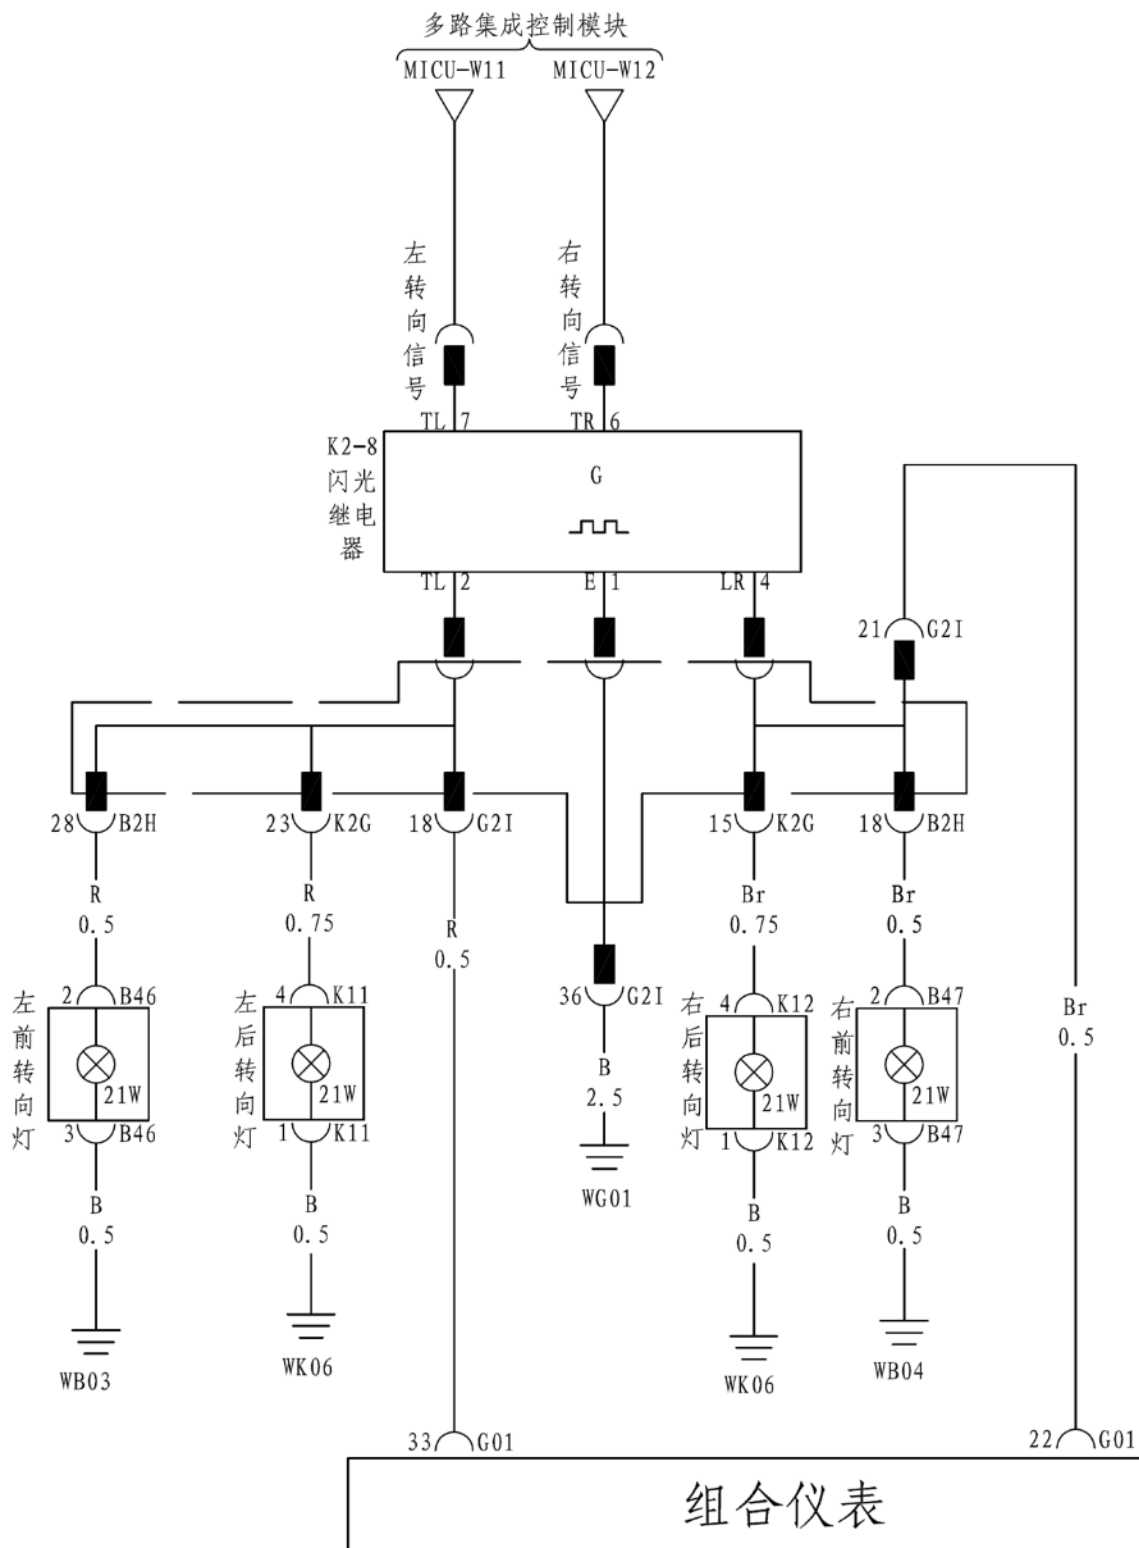 多路集成控制模块
MICU-W11 MICU-W12
左转向信号
右转向信号
TL 7 TR 6
K2-8
闪光
继电
器
G
TL 2 E 1 LR 4
21 G2I
28 B2H 23 K2G 18 G2I 15 K2G 18 B2H
R R Br Br
0.5 0.75 0.75 0.5
R
0.5
左前转向灯
2 B46
21W
3 B46
左后转向灯
4 K11
21W
1 K11
36 G2I
B
2.5
WG01
右后转向灯
4 K12
21W
1 K12
右前转向灯
2 B47
21W
3 B47
Br
0.5
B B B B
0.5 0.5 0.5 0.5
WB03 WK06 WK06 WB04
33 G01 22 G01
组合仪表